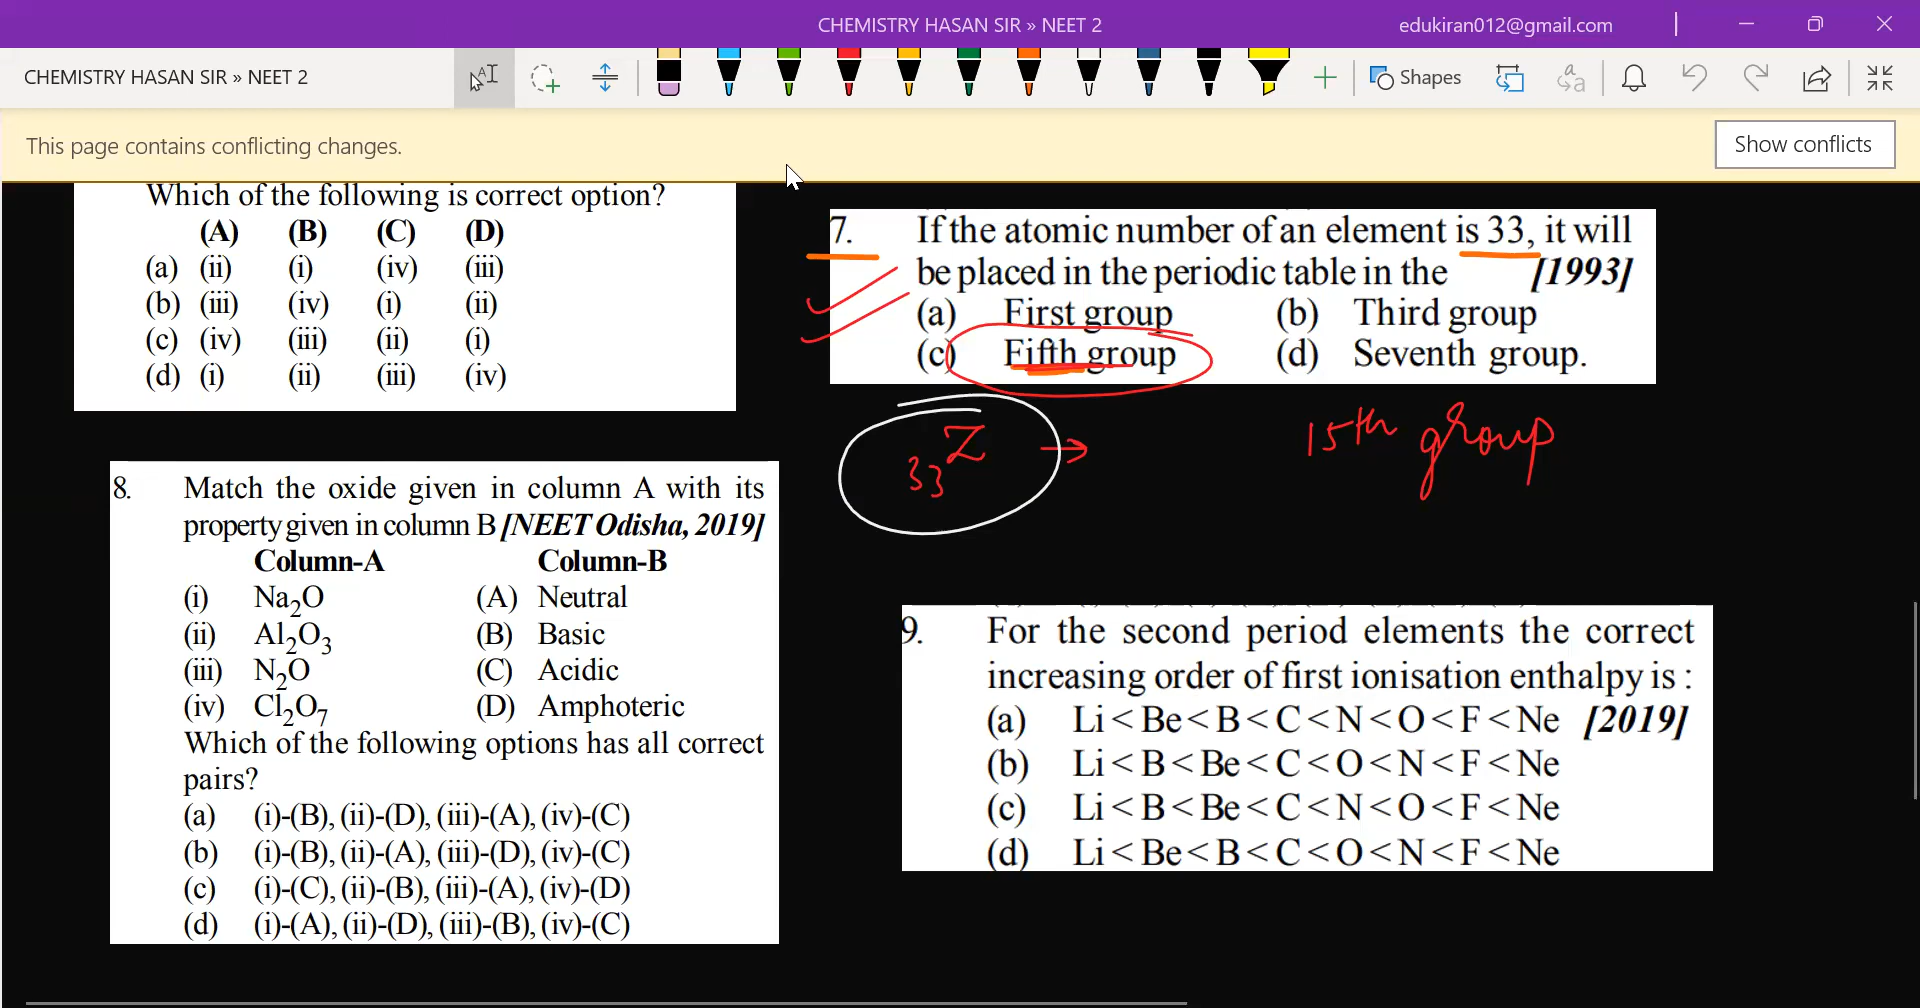 CHEMISTRY HASAN SIR » NEET 2
edukiran012@gmail.com
CHEMISTRY HASAN SIR » NEET 2
Shapes
This page contains conflicting changes.
Show conflicts
Which of the following is correct option?
(A) (B) (C) (D)
(a) (ii) (i) (iv) (iii)
(b) (iii) (iv) (i) (ii)
(c) (iv) (iii) (ii) (i)
(d) (i) (ii) (iii) (iv)
7. If the atomic number of an element is 33, it will
be placed in the periodic table in the [1993]
(a) First group (b) Third group
(c) Fifth group (d) Seventh group.
₃₃Z → 15th group
8. Match the oxide given in column A with its
property given in column B [NEET Odisha, 2019]
Column-A Column-B
(i) Na₂O (A) Neutral
(ii) Al₂O₃ (B) Basic
(iii) N₂O (C) Acidic
(iv) Cl₂O₇ (D) Amphoteric
Which of the following options has all correct
pairs?
(a) (i)-(B), (ii)-(D), (iii)-(A), (iv)-(C)
(b) (i)-(B), (ii)-(A), (iii)-(D), (iv)-(C)
(c) (i)-(C), (ii)-(B), (iii)-(A), (iv)-(D)
(d) (i)-(A), (ii)-(D), (iii)-(B), (iv)-(C)
9. For the second period elements the correct
increasing order of first ionisation enthalpy is :
(a) Li < Be < B < C < N < O < F < Ne [2019]
(b) Li < B < Be < C < O < N < F < Ne
(c) Li < B < Be < C < N < O < F < Ne
(d) Li < Be < B < C < O < N < F < Ne